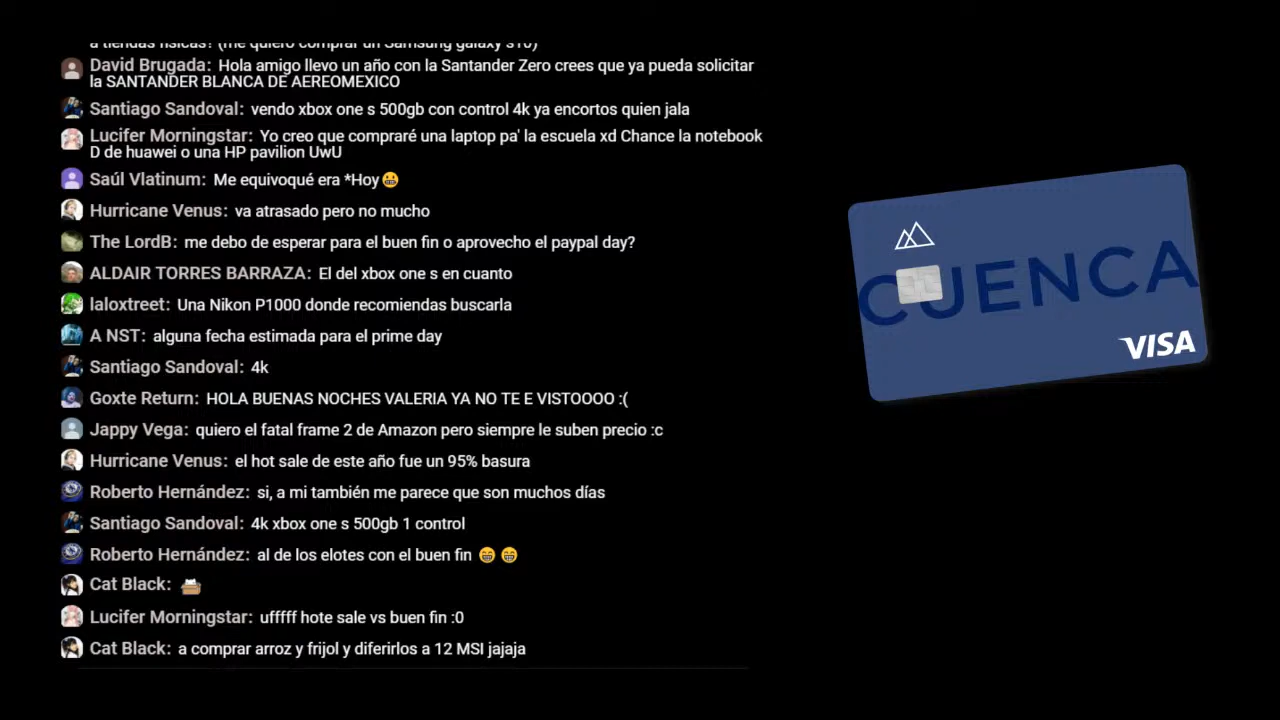 a tiendas físicas? (me quiero comprar un Samsung galaxy s10)
David Brugada: Hola amigo llevo un año con la Santander Zero crees que ya pueda solicitar
la SANTANDER BLANCA DE AEREOMEXICO
Santiago Sandoval: vendo xbox one s 500gb con control 4k ya encortos quien jala
Lucifer Morningstar: Yo creo que compraré una laptop pa' la escuela xd Chance la notebook
D de huawei o una HP pavilion UwU
Saúl Vlatinum: Me equivoqué era *Hoy😬
Hurricane Venus: va atrasado pero no mucho
The LordB: me debo de esperar para el buen fin o aprovecho el paypal day?
ALDAIR TORRES BARRAZA: El del xbox one s en cuanto
laloxtreet: Una Nikon P1000 donde recomiendas buscarla
A NST: alguna fecha estimada para el prime day
Santiago Sandoval: 4k
Goxte Return: HOLA BUENAS NOCHES VALERIA YA NO TE E VISTOOOO :(
Jappy Vega: quiero el fatal frame 2 de Amazon pero siempre le suben precio :c
Hurricane Venus: el hot sale de este año fue un 95% basura
Roberto Hernández: si, a mi también me parece que son muchos días
Santiago Sandoval: 4k xbox one s 500gb 1 control
Roberto Hernández: al de los elotes con el buen fin 😁 😁
Cat Black:
Lucifer Morningstar: ufffff hote sale vs buen fin :0
Cat Black: a comprar arroz y frijol y diferirlos a 12 MSI jajaja
CUENCA
VISA